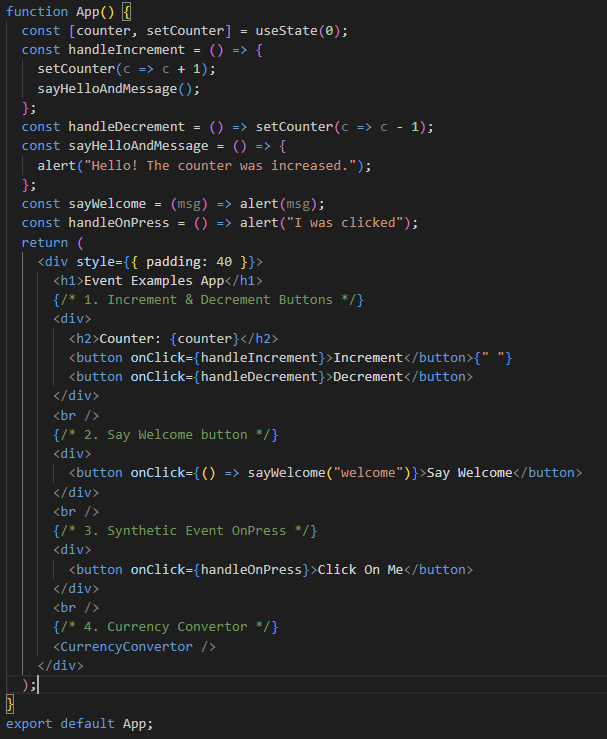 function App() {
  const [counter, setCounter] = useState(0);
  const handleIncrement = () => {
    setCounter(c => c + 1);
    sayHelloAndMessage();
  };
  const handleDecrement = () => setCounter(c => c - 1);
  const sayHelloAndMessage = () => {
    alert("Hello! The counter was increased.");
  };
  const sayWelcome = (msg) => alert(msg);
  const handleOnPress = () => alert("I was clicked");
  return (
    <div style={{ padding: 40 }}>
      <h1>Event Examples App</h1>
      {/* 1. Increment & Decrement Buttons */}
      <div>
        <h2>Counter: {counter}</h2>
        <button onClick={handleIncrement}>Increment</button>{" "}
        <button onClick={handleDecrement}>Decrement</button>
      </div>
      <br />
      {/* 2. Say Welcome button */}
      <div>
        <button onClick={() => sayWelcome("welcome")}>Say Welcome</button>
      </div>
      <br />
      {/* 3. Synthetic Event OnPress */}
      <div>
        <button onClick={handleOnPress}>Click On Me</button>
      </div>
      <br />
      {/* 4. Currency Convertor */}
      <CurrencyConvertor />
    </div>
  );
}
export default App;